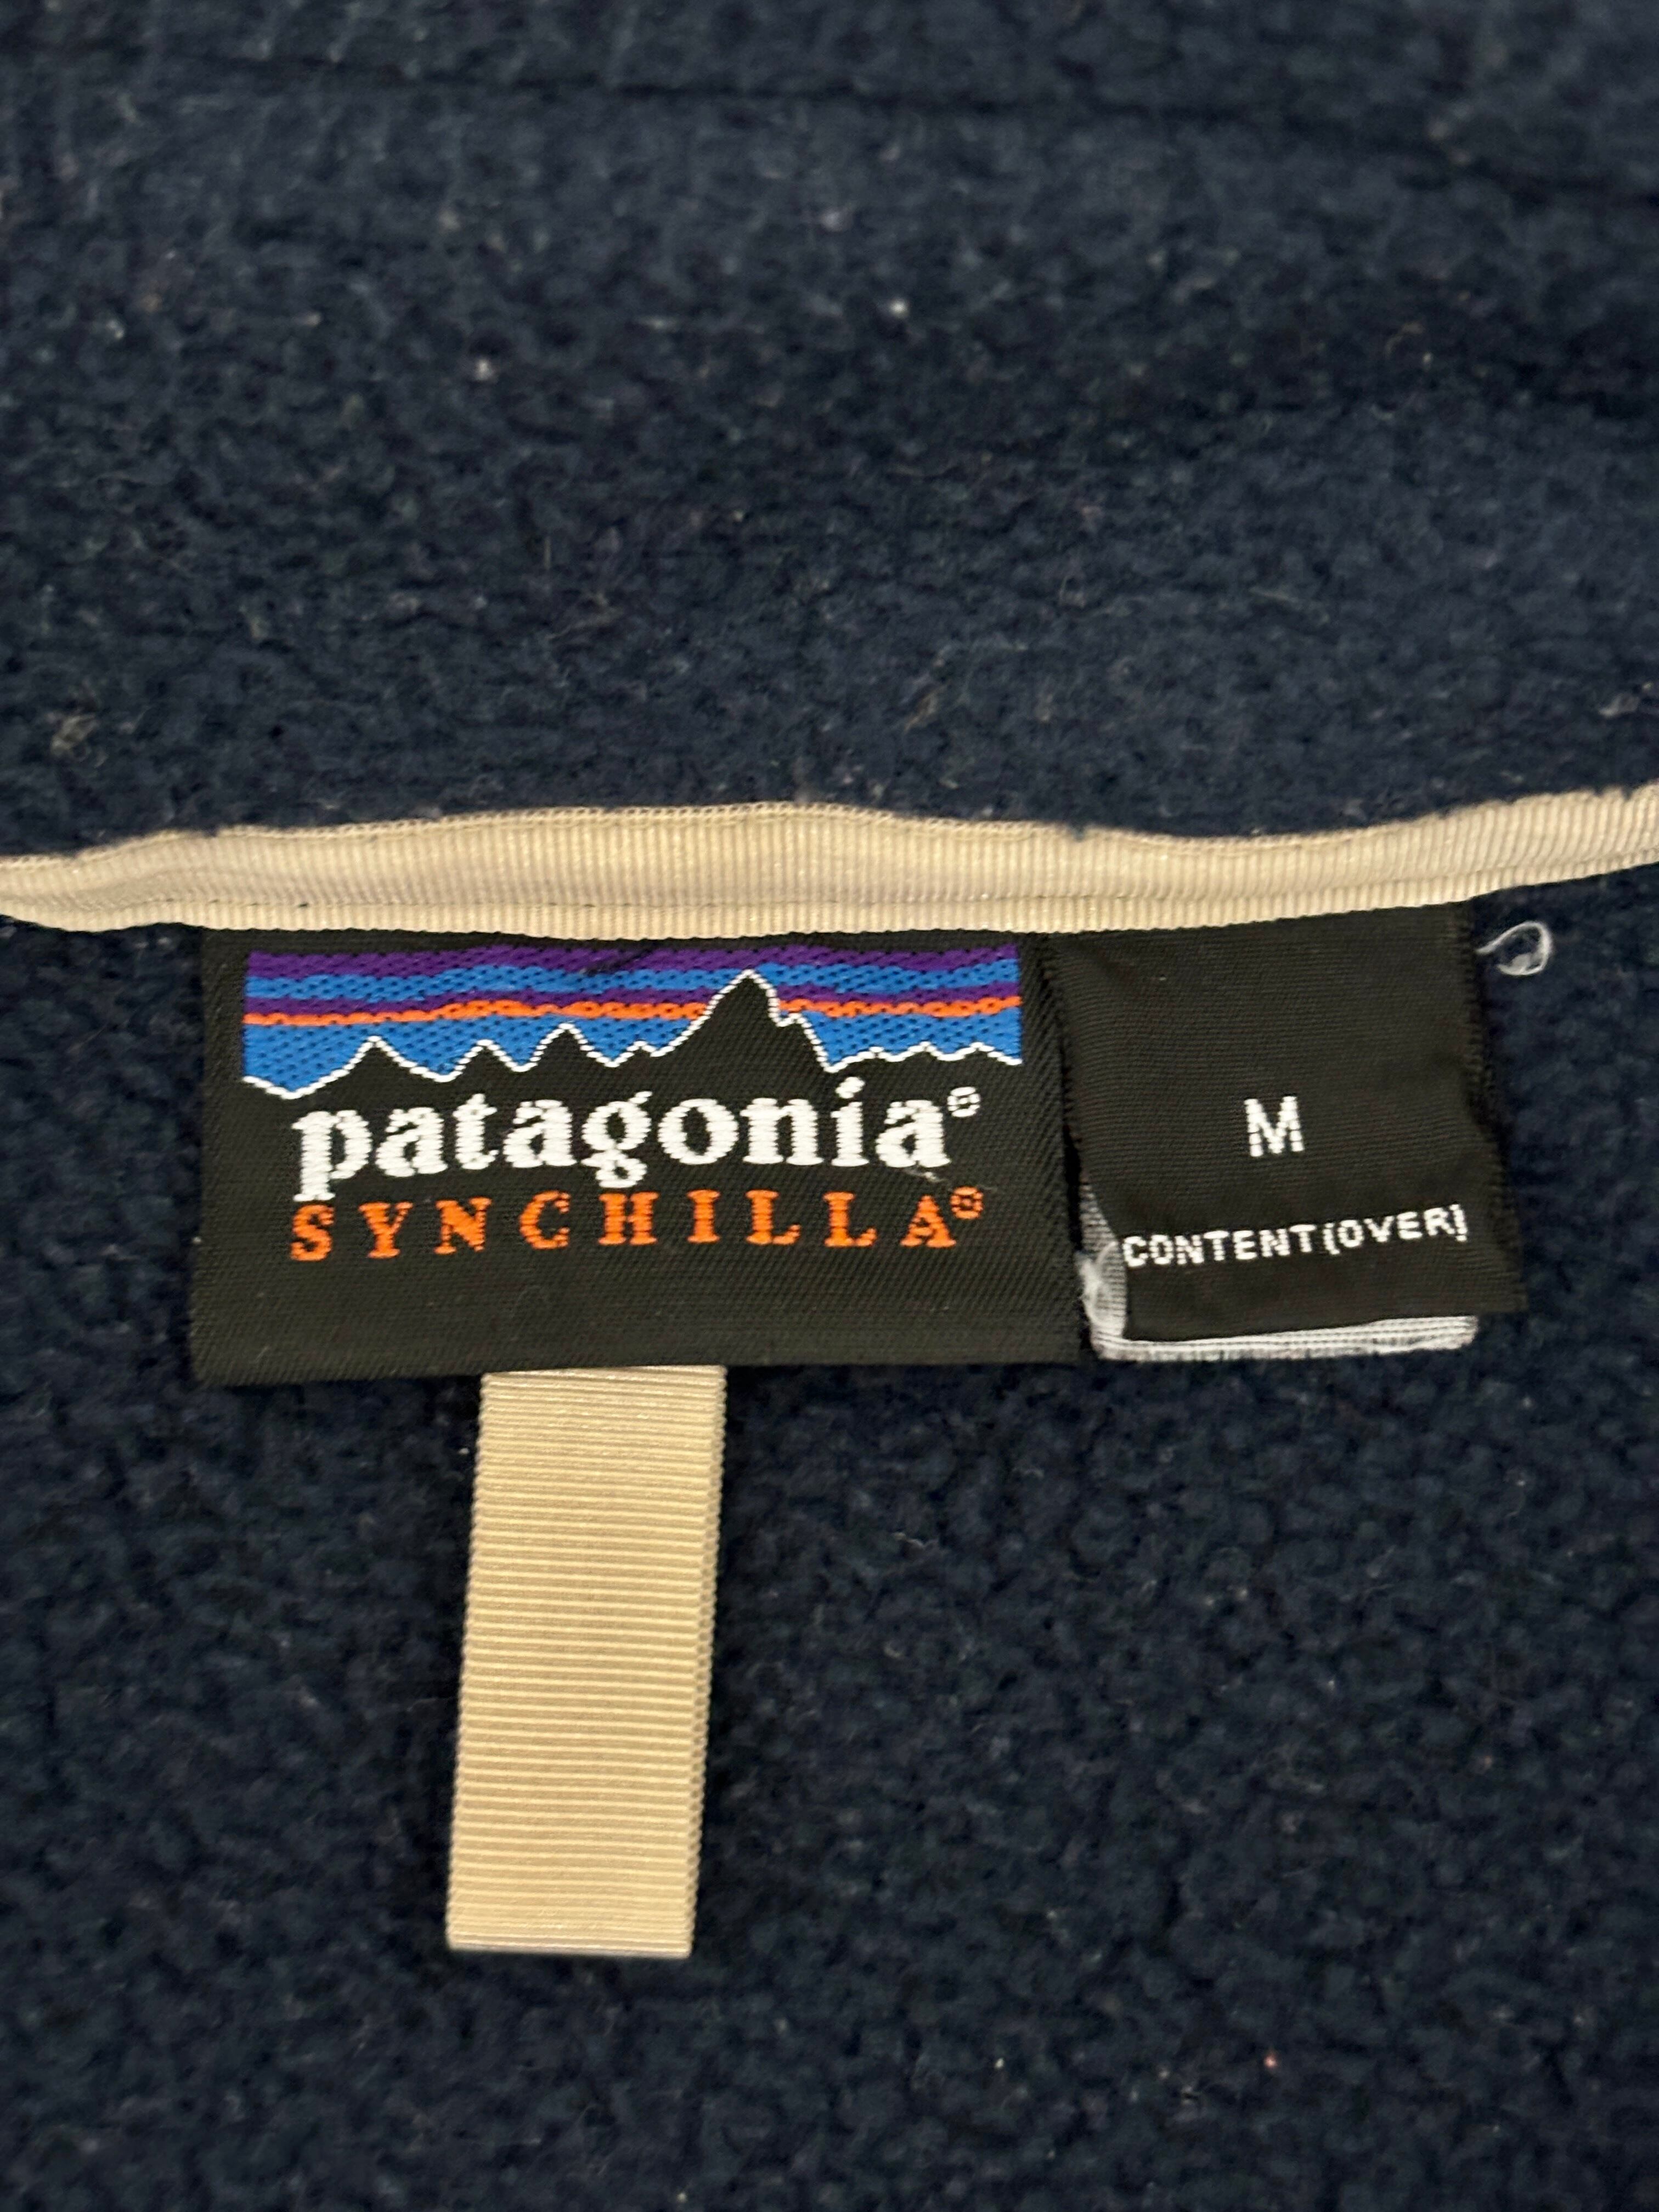 patagonia®
SYNCHILLA®
M
CONTENT(OVER)